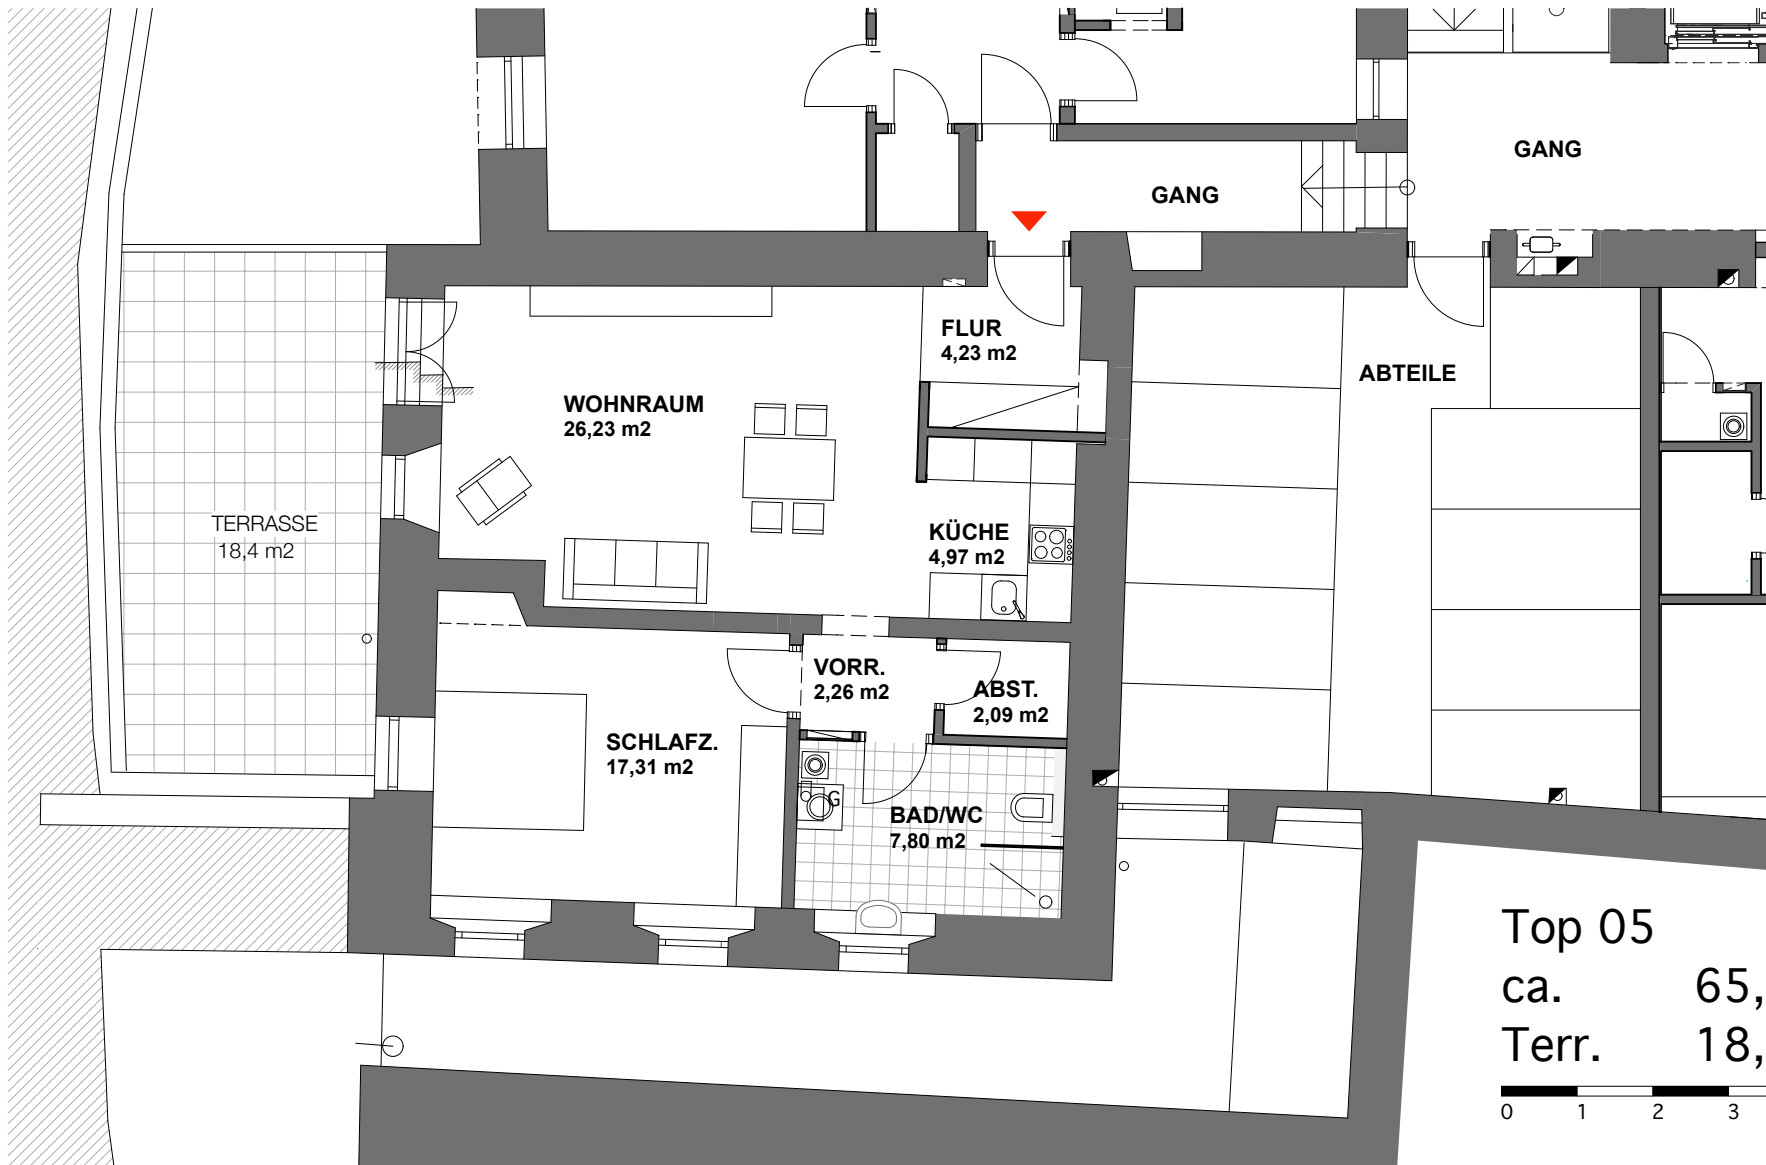 GANG
GANG
FLUR
4,23 m2
ABTEILE
WOHNRAUM
26,23 m2
TERRASSE
18,4 m2
KÜCHE
4,97 m2
VORR.
2,26 m2
ABST.
2,09 m2
SCHLAFZ.
17,31 m2
G
BAD/WC
7,80 m2
Top 05
ca. 65,
Terr. 18,
0 1 2 3